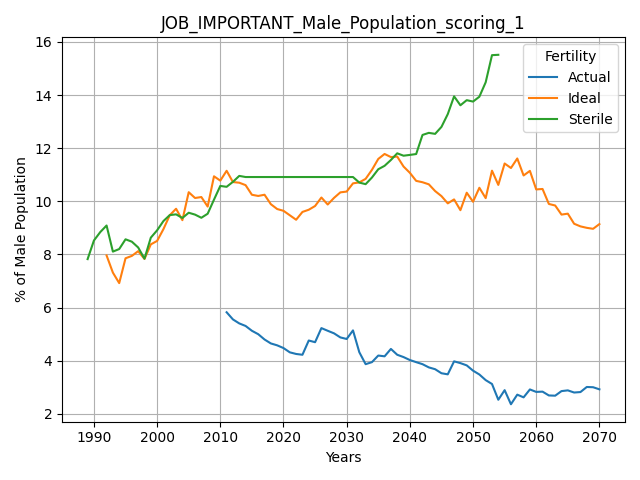 JOB_IMPORTANT_Male_Population_scoring_1
Fertility
Actual
Ideal
Sterile
% of Male Population
16
14
12
10
8
6
4
2
1990 2000 2010 2020 2030 2040 2050 2060 2070
Years